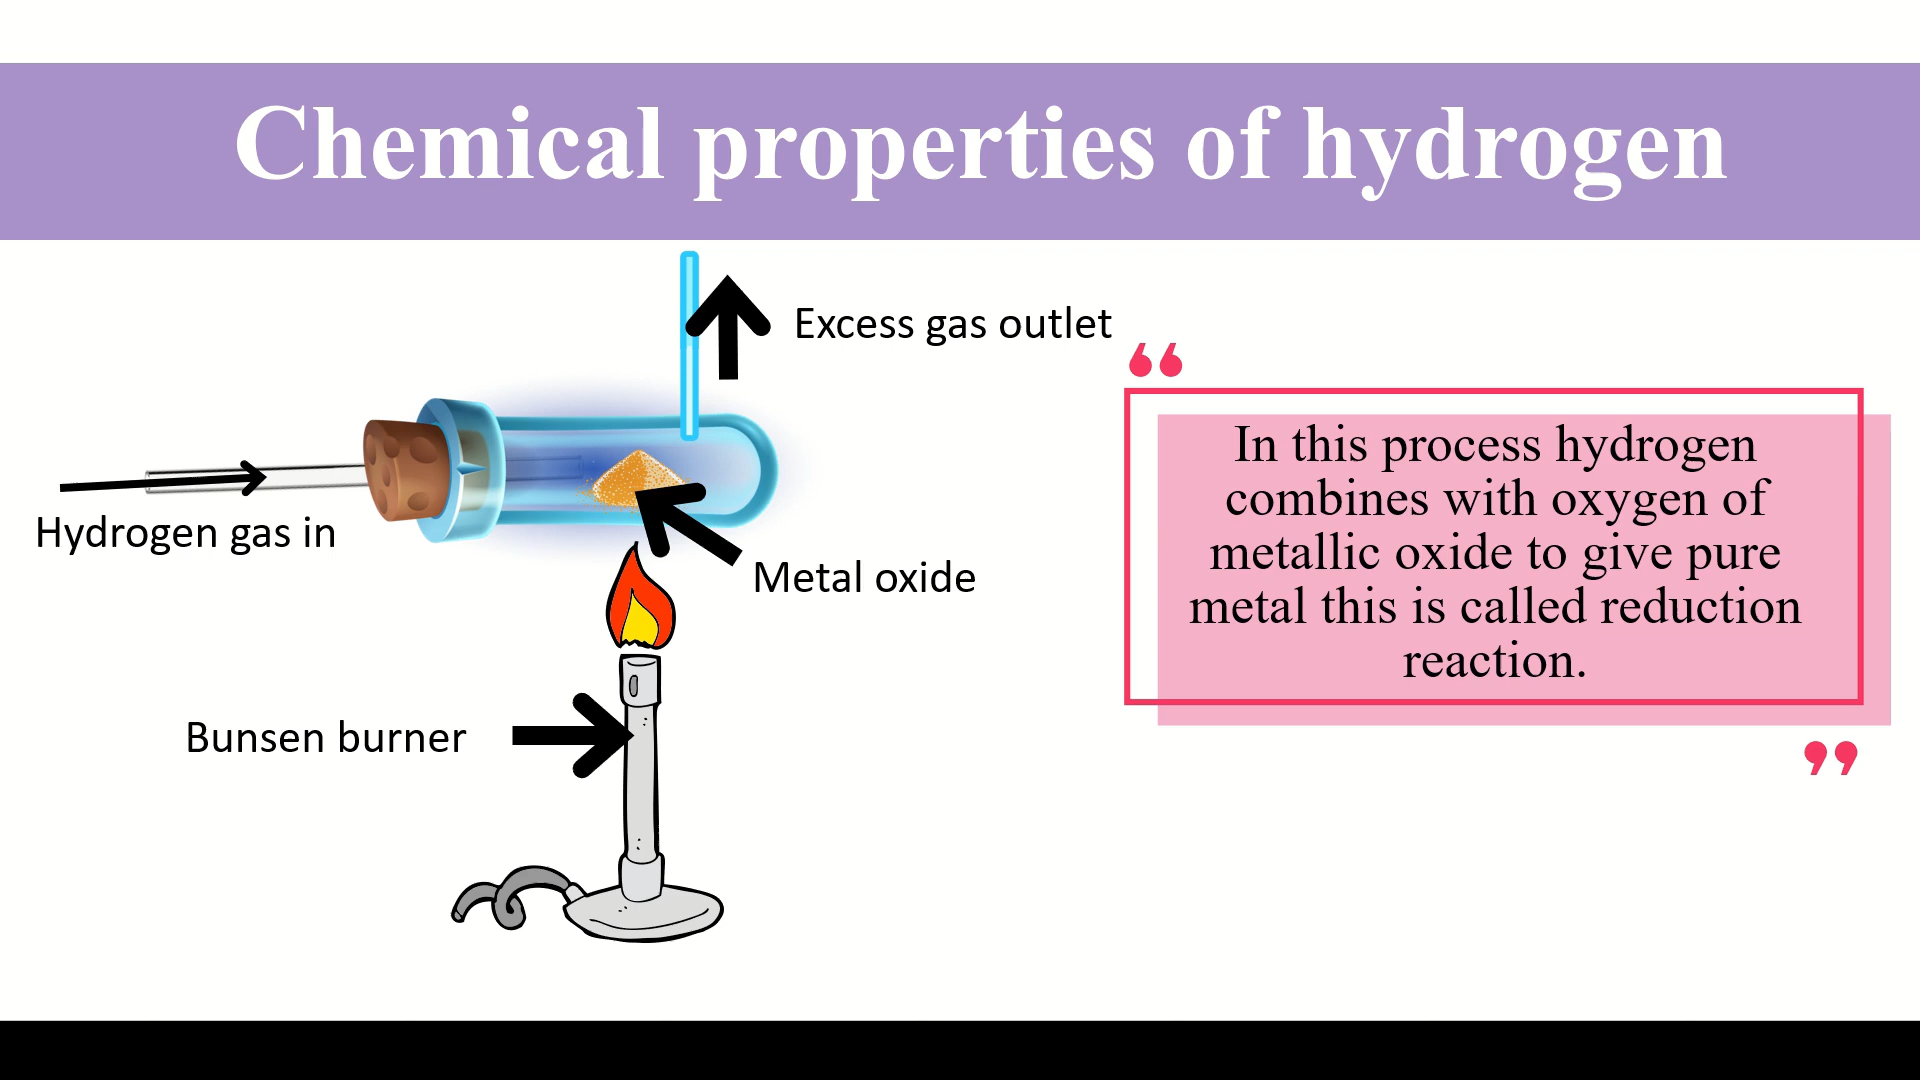 Chemical properties of hydrogen
Excess gas outlet
Hydrogen gas in
Metal oxide
Bunsen burner
“
In this process hydrogen
combines with oxygen of
metallic oxide to give pure
metal this is called reduction
reaction.
”